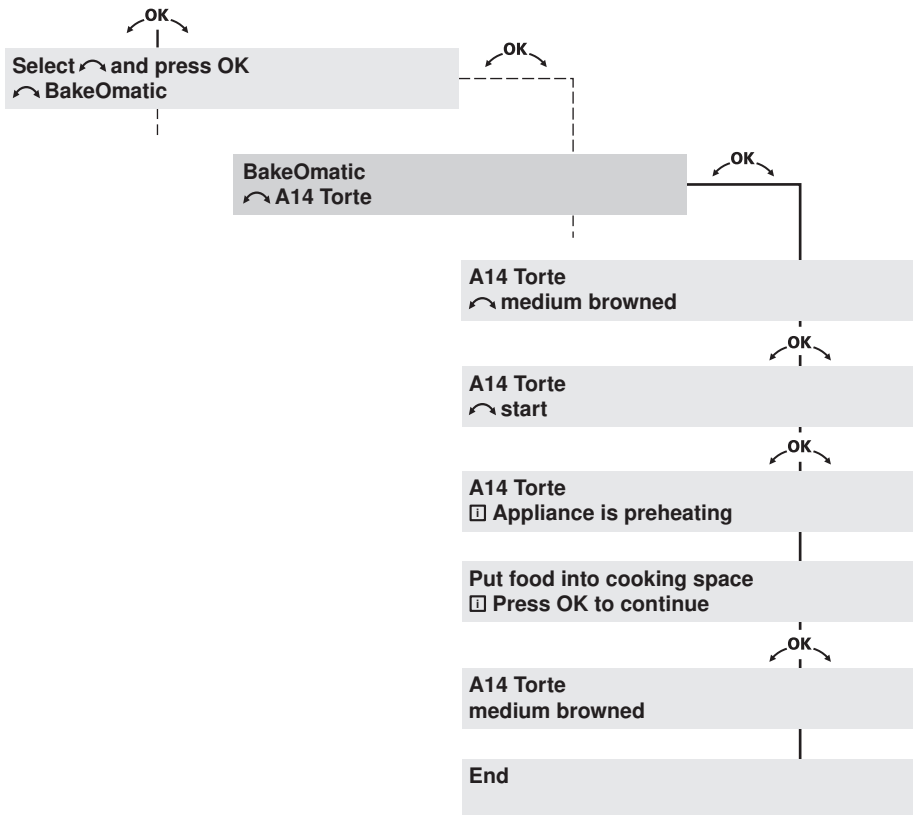 OK
Select and press OK
BakeOmatic
OK
BakeOmatic
A14 Torte
OK
A14 Torte
medium browned
OK
A14 Torte
start
OK
A14 Torte
i Appliance is preheating
Put food into cooking space
i Press OK to continue
OK
A14 Torte
medium browned
End